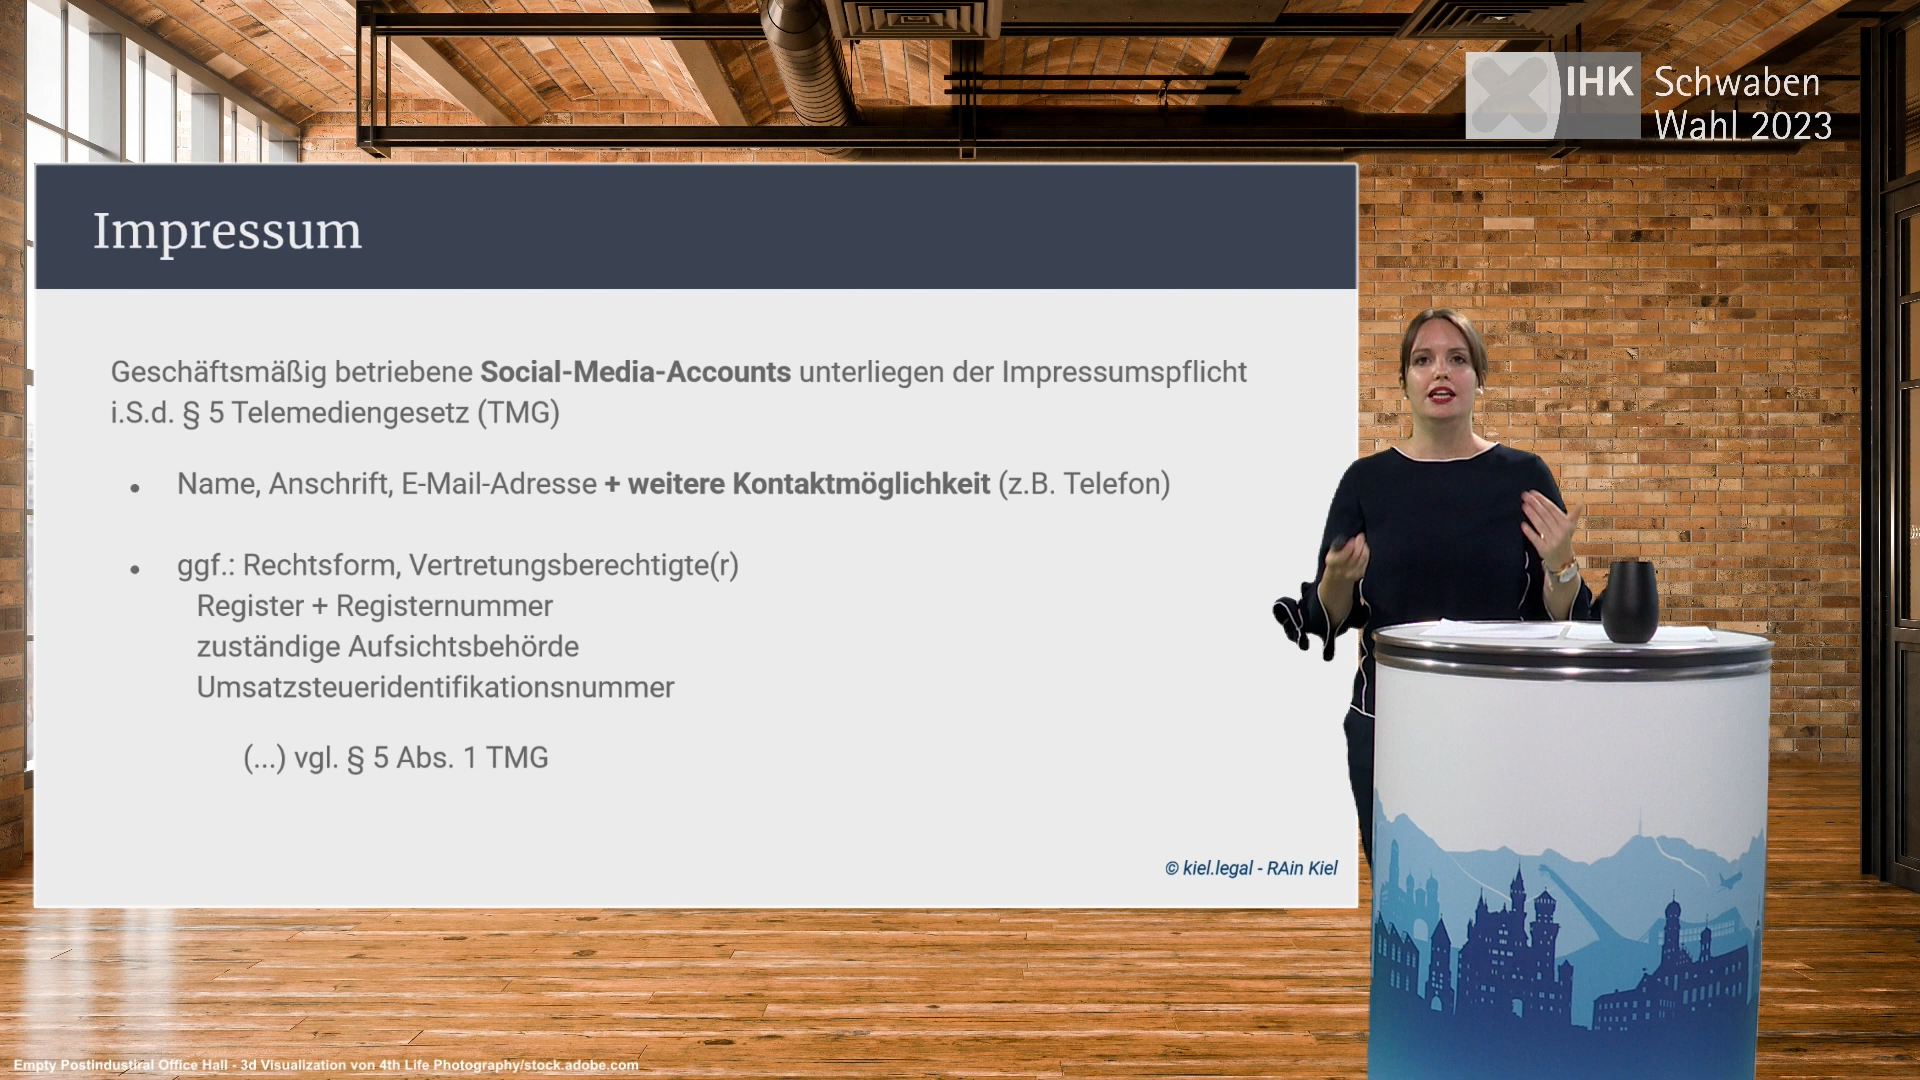 IHK Schwaben
Wahl 2023
Impressum
Geschäftsmäßig betriebene Social-Media-Accounts unterliegen der Impressumspflicht
i.S.d. § 5 Telemediengesetz (TMG)
● Name, Anschrift, E-Mail-Adresse + weitere Kontaktmöglichkeit (z.B. Telefon)
● ggf.: Rechtsform, Vertretungsberechtigte(r)
Register + Registernummer
zuständige Aufsichtsbehörde
Umsatzsteueridentifikationsnummer
(...) vgl. § 5 Abs. 1 TMG
© kiel.legal - RAin Kiel
Empty Postindustiral Office Hall - 3d Visualization von 4th Life Photography/stock.adobe.com